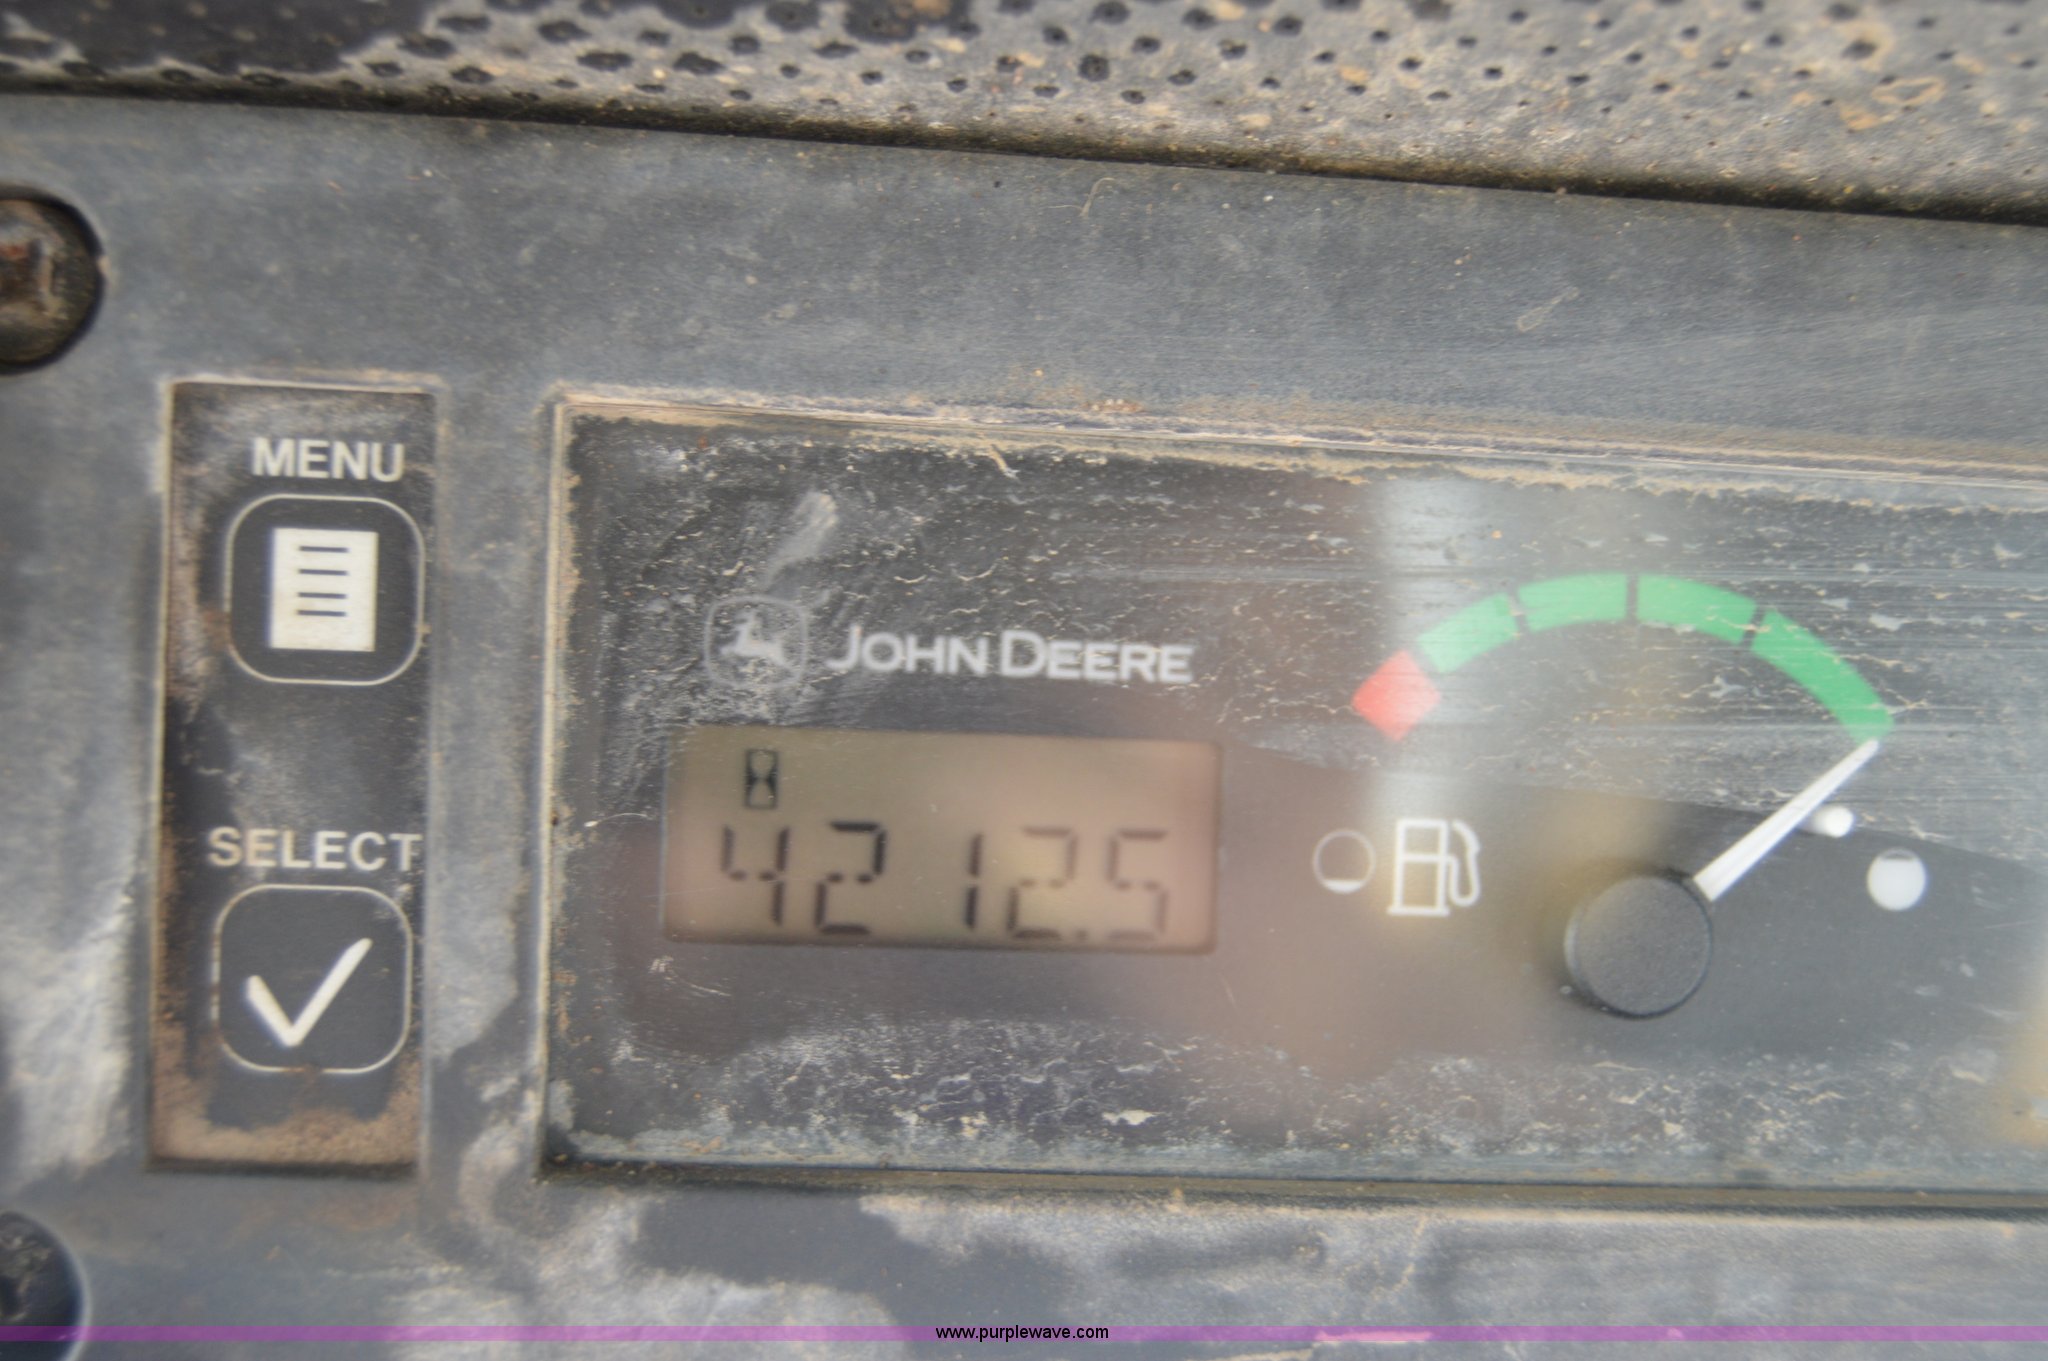 MENU
JOHN DEERE
4212.5
SELECT
www.purplewave.com